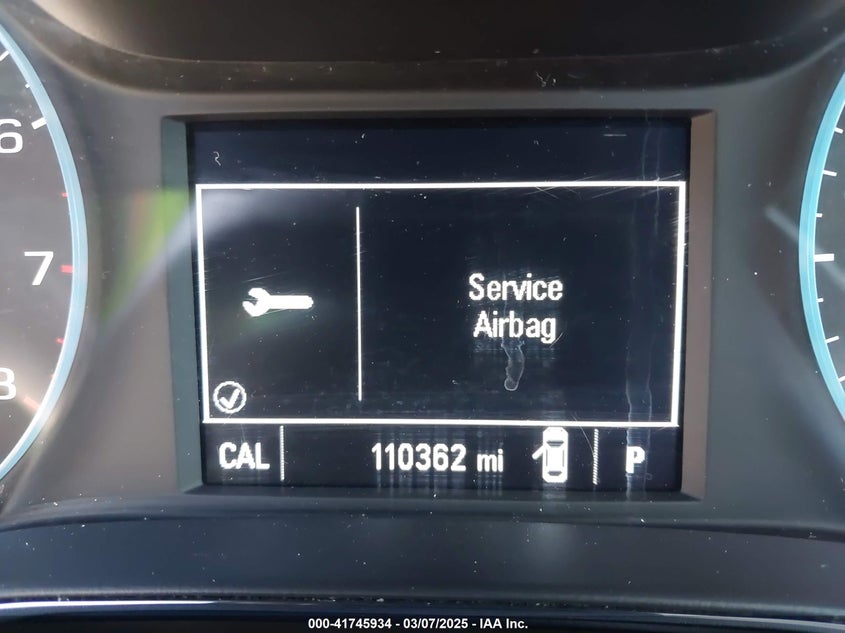 6
7
8
Service
Airbag
CAL 110362 mi P
000-41745934 / 03/07/2025 - IAA Inc.